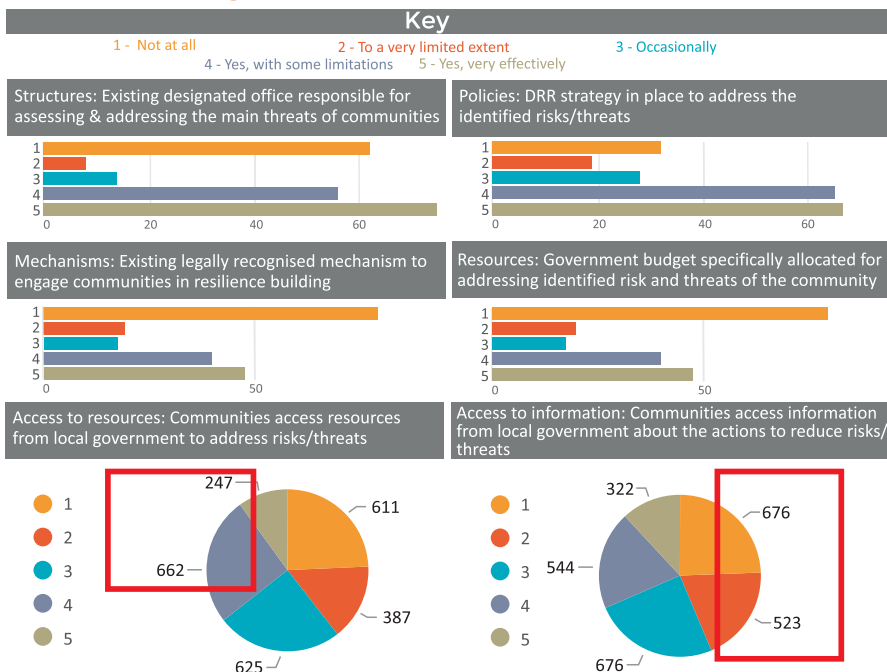 Key
1 - Not at all
2 - To a very limited extent
3 - Occasionally
4 - Yes, with some limitations
5 - Yes, very effectively
Structures: Existing designated office responsible for
assessing & addressing the main threats of communities
1
2
3
4
5
0 20 40 60
Policies: DRR strategy in place to address the
identified risks/threats
1
2
3
4
5
0 20 40 60
Mechanisms: Existing legally recognised mechanism to
engage communities in resilience building
1
2
3
4
5
0 50
Resources: Government budget specifically allocated for
addressing identified risk and threats of the community
1
2
3
4
5
0 50
Access to resources: Communities access resources
from local government to address risks/threats
1
2
3
4
5
247
611
662
387
625
Access to information: Communities access information
from local government about the actions to reduce risks/
threats
1
2
3
4
5
322
676
544
523
676